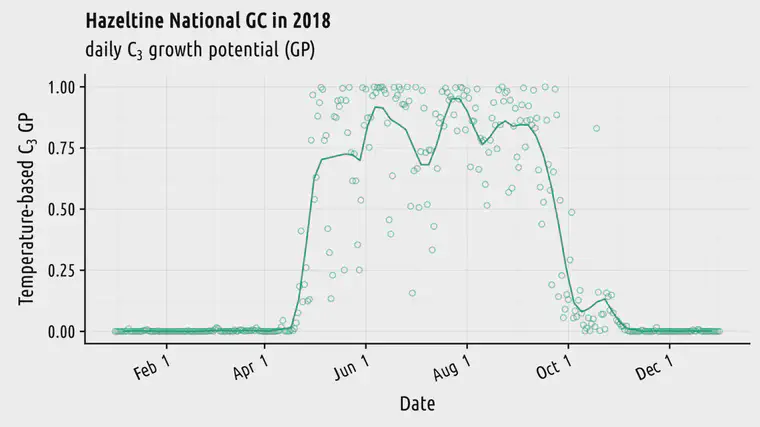 Hazeltine National GC in 2018
daily C₃ growth potential (GP)
Temperature-based C₃ GP
1.00
0.75
0.50
0.25
0.00
Feb 1
Apr 1
Jun 1
Aug 1
Oct 1
Dec 1
Date